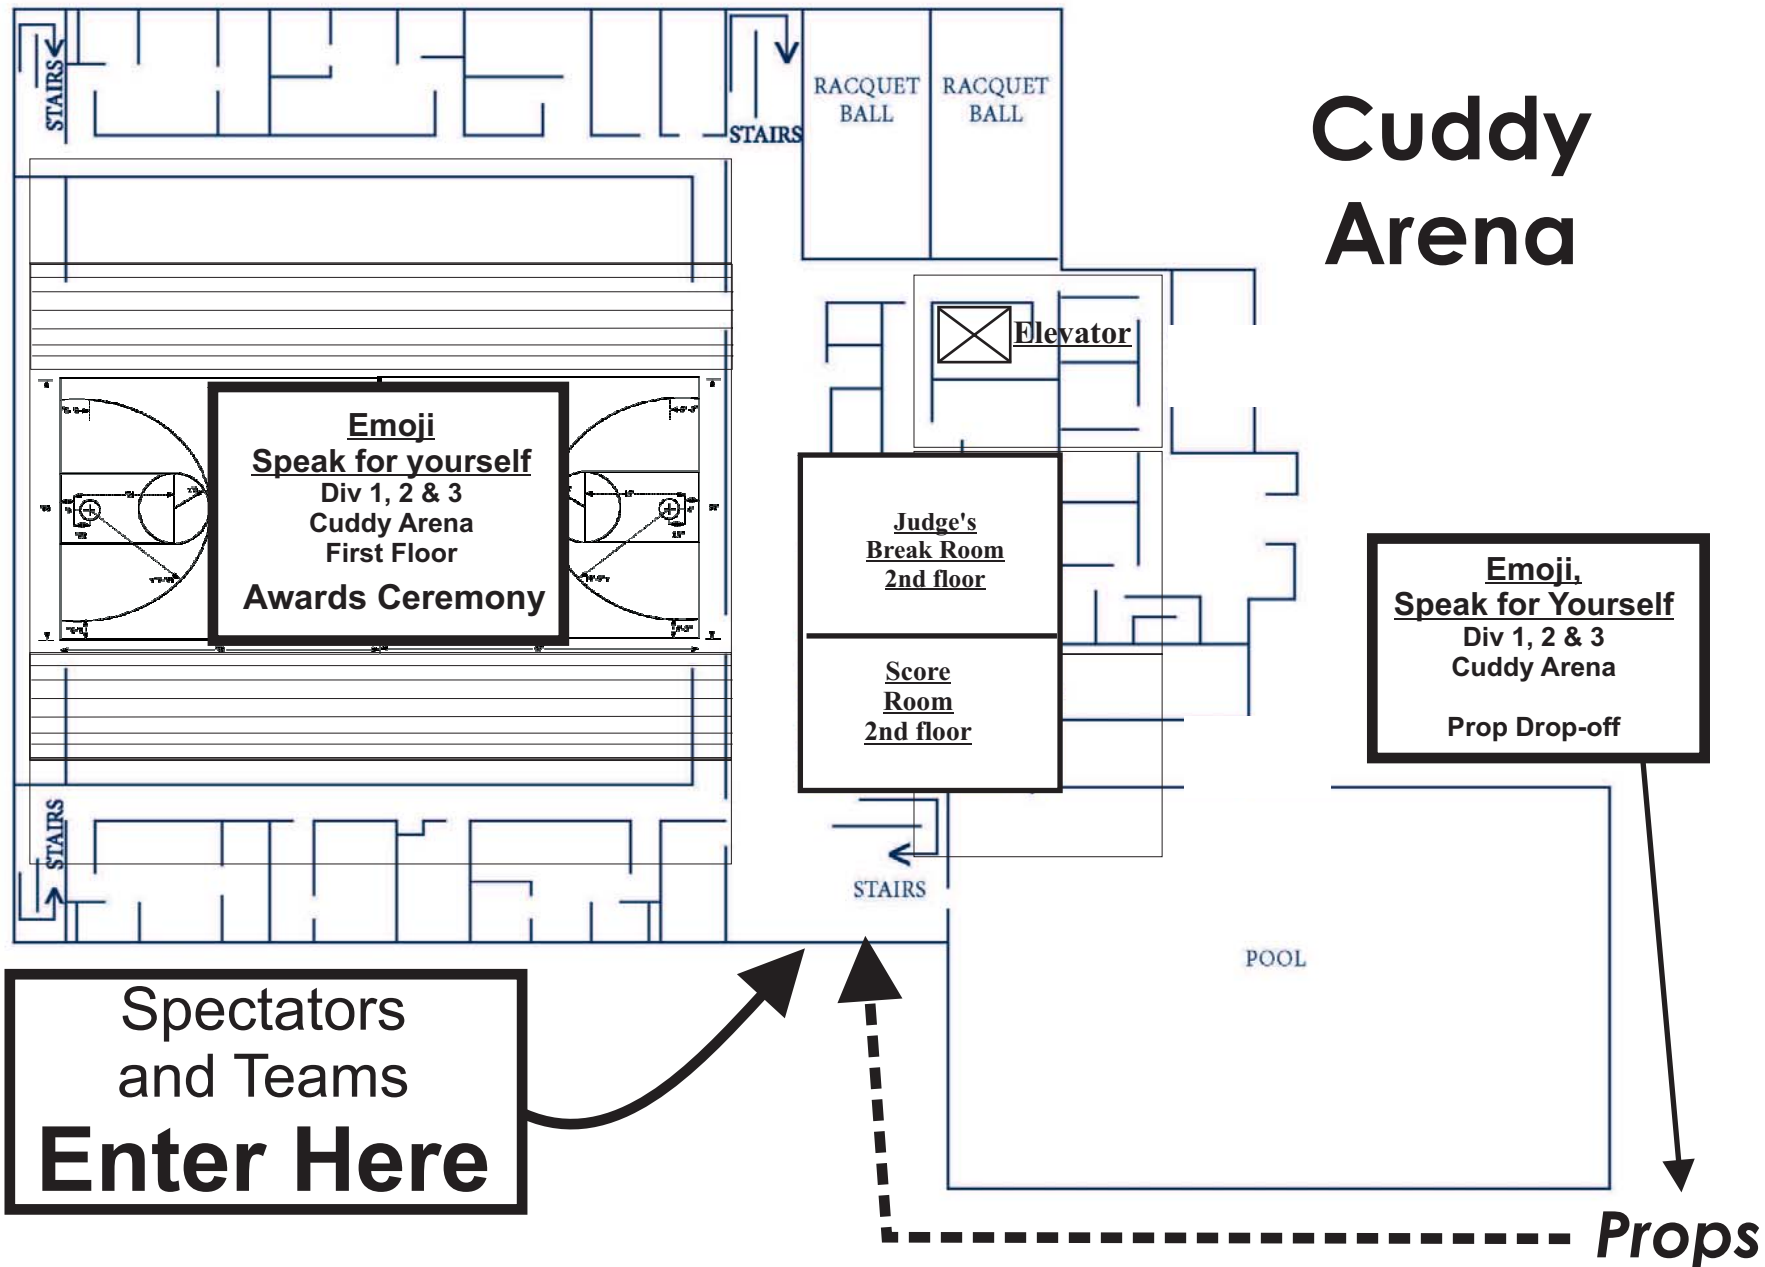 Cuddy
Arena
STAIRS
STAIRS
RACQUET
BALL
RACQUET
BALL
Elevator
Emoji
Speak for yourself
Div 1, 2 & 3
Cuddy Arena
First Floor
Awards Ceremony
Judge's
Break Room
2nd floor
Score
Room
2nd floor
Emoji,
Speak for Yourself
Div 1, 2 & 3
Cuddy Arena
Prop Drop-off
STAIRS
STAIRS
POOL
Spectators
and Teams
Enter Here
Props